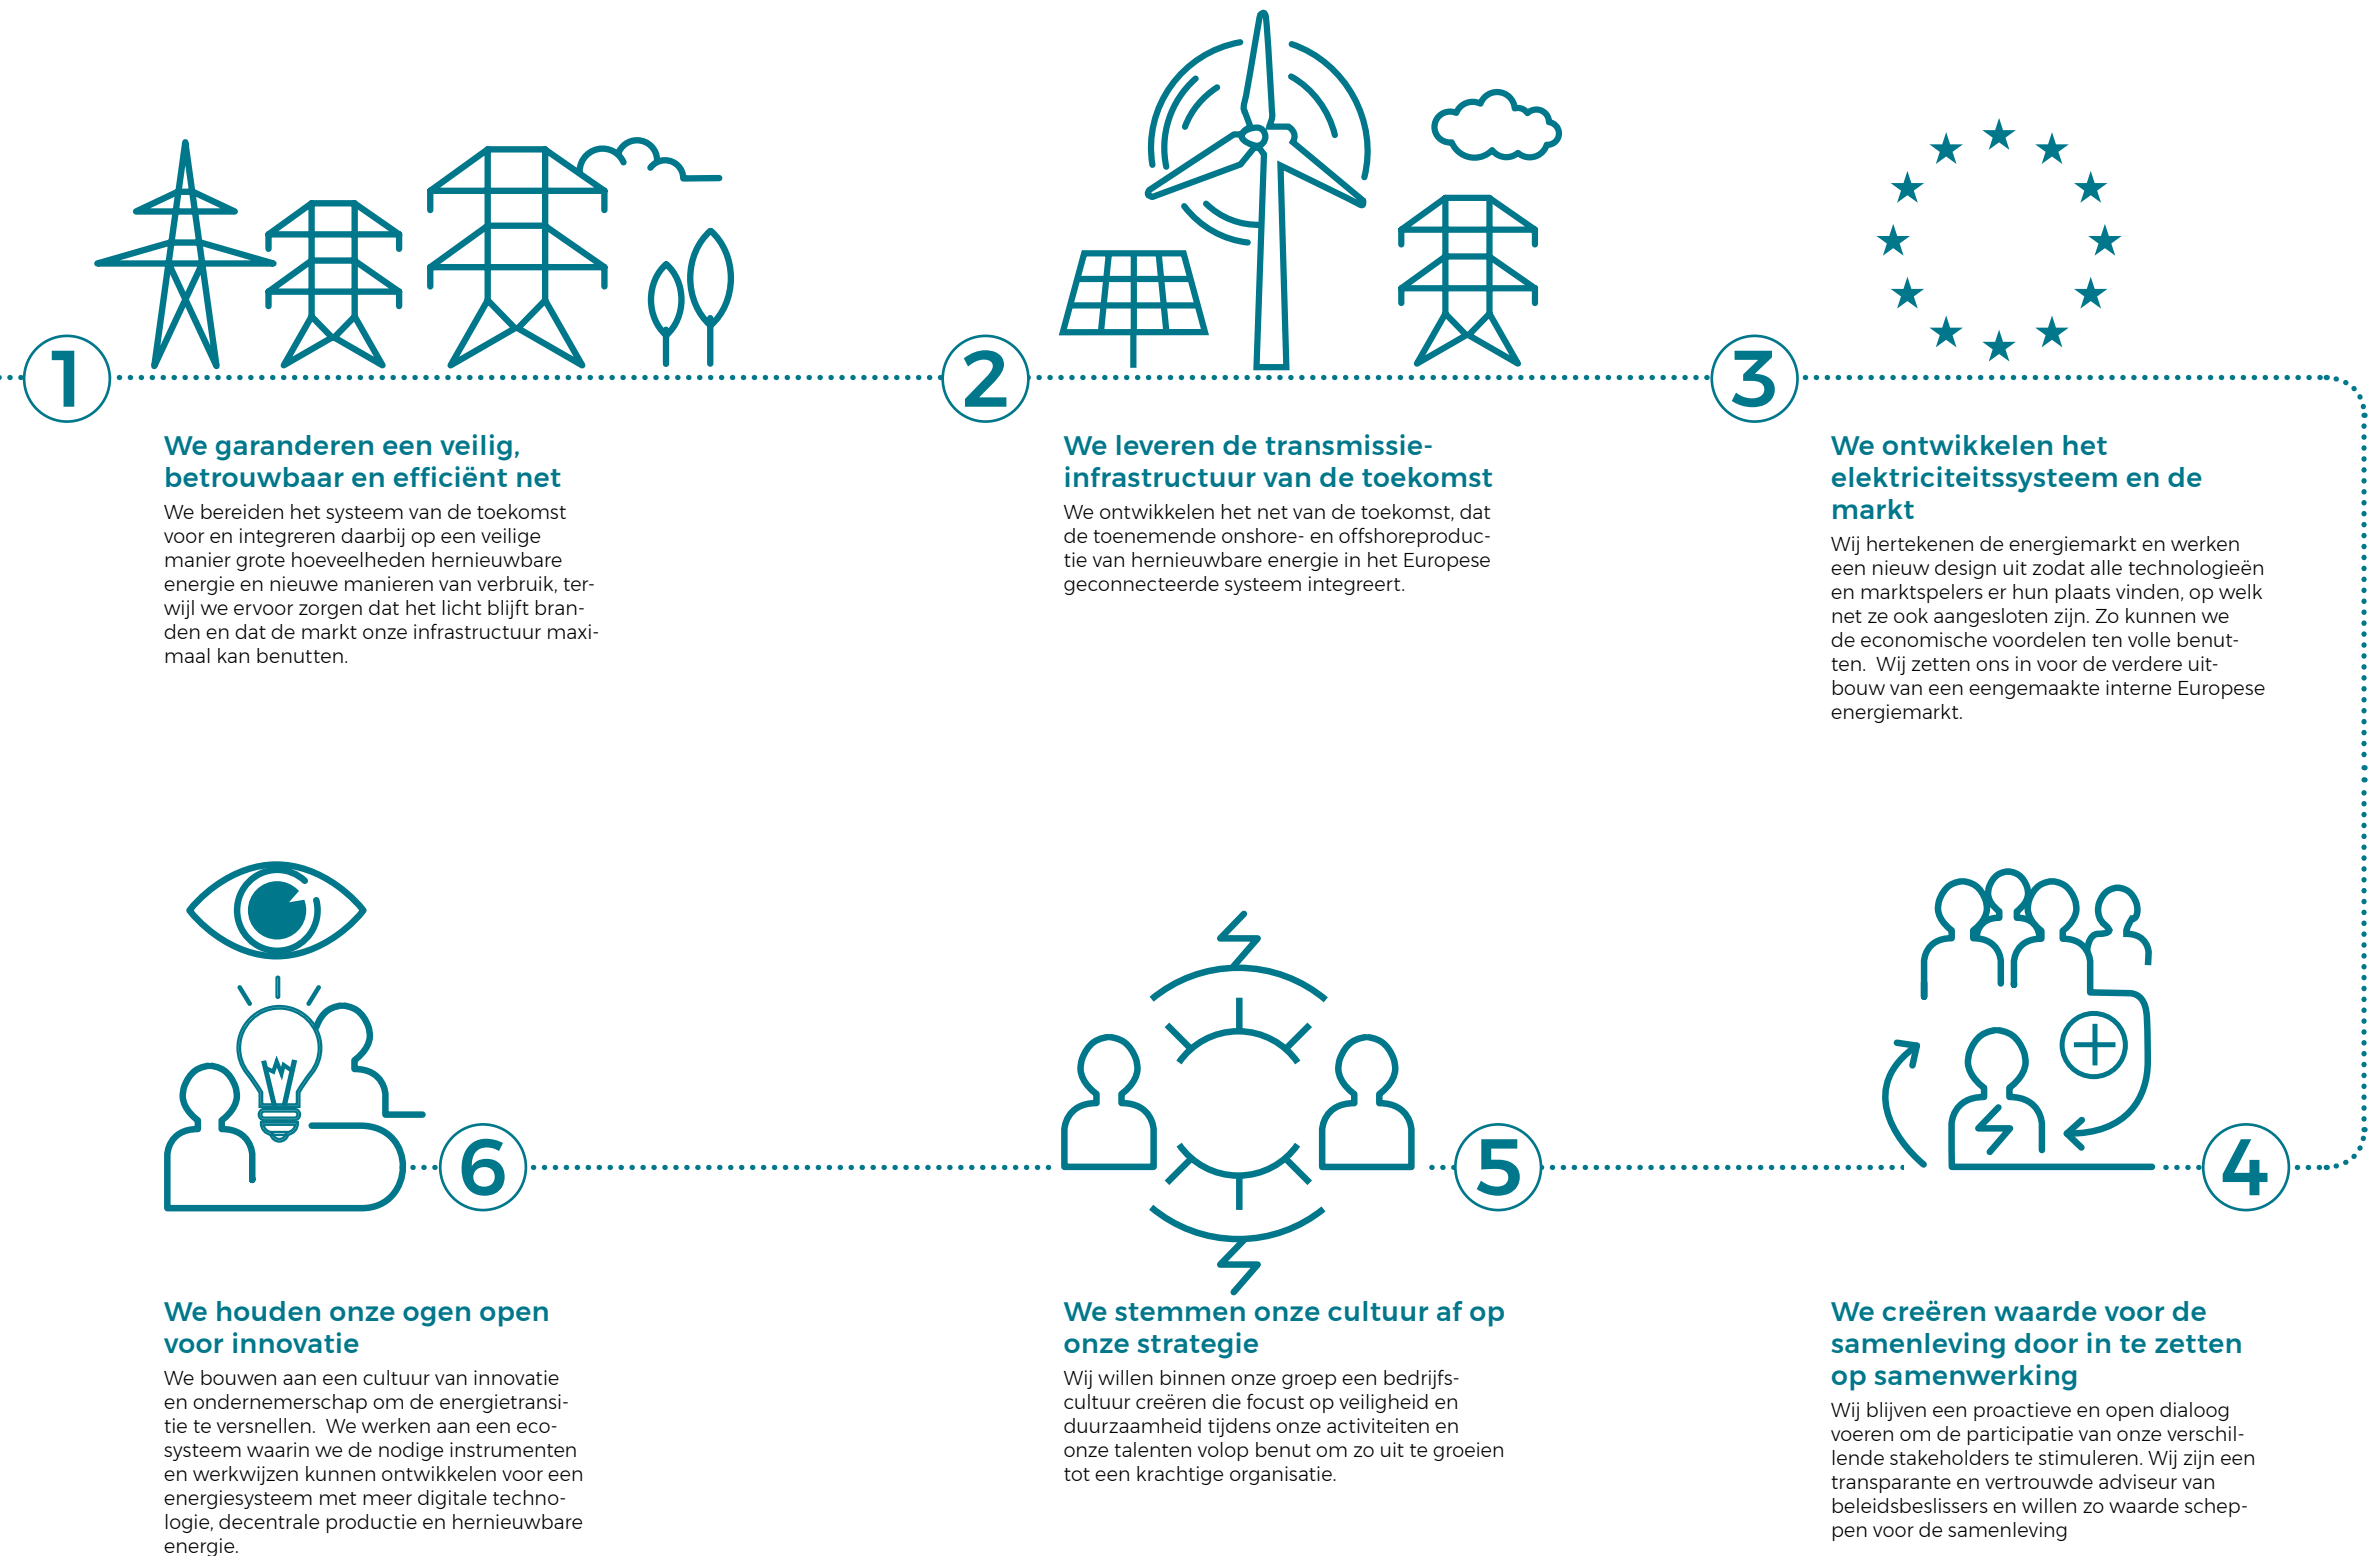 1
We garanderen een veilig,
betrouwbaar en efficiënt net
We bereiden het systeem van de toekomst
voor en integreren daarbij op een veilige
manier grote hoeveelheden hernieuwbare
energie en nieuwe manieren van verbruik, ter-
wijl we ervoor zorgen dat het licht blijft bran-
den en dat de markt onze infrastructuur maxi-
maal kan benutten.
2
We leveren de transmissie-
infrastructuur van de toekomst
We ontwikkelen het net van de toekomst, dat
de toenemende onshore- en offshoreproduc-
tie van hernieuwbare energie in het Europese
geconnecteerde systeem integreert.
3
We ontwikkelen het
elektriciteitssysteem en de
markt
Wij hertekenen de energiemarkt en werken
een nieuw design uit zodat alle technologieën
en marktspelers er hun plaats vinden, op welk
net ze ook aangesloten zijn. Zo kunnen we
de economische voordelen ten volle benut-
ten.  Wij zetten ons in voor de verdere uit-
bouw van een eengemaakte interne Europese
energiemarkt.
4
We creëren waarde voor de
samenleving door in te zetten
op samenwerking
Wij blijven een proactieve en open dialoog
voeren om de participatie van onze verschil-
lende stakeholders te stimuleren. Wij zijn een
transparante en vertrouwde adviseur van
beleidsbeslissers en willen zo waarde schep-
pen voor de samenleving
5
We stemmen onze cultuur af op
onze strategie
Wij willen binnen onze groep een bedrijfs-
cultuur creëren die focust op veiligheid en
duurzaamheid tijdens onze activiteiten en
onze talenten volop benut om zo uit te groeien
tot een krachtige organisatie.
6
We houden onze ogen open
voor innovatie
We bouwen aan een cultuur van innovatie
en ondernemerschap om de energietransi-
tie te versnellen.  We werken aan een eco-
systeem waarin we de nodige instrumenten
en werkwijzen kunnen ontwikkelen voor een
energiesysteem met meer digitale techno-
logie, decentrale productie en hernieuwbare
energie.